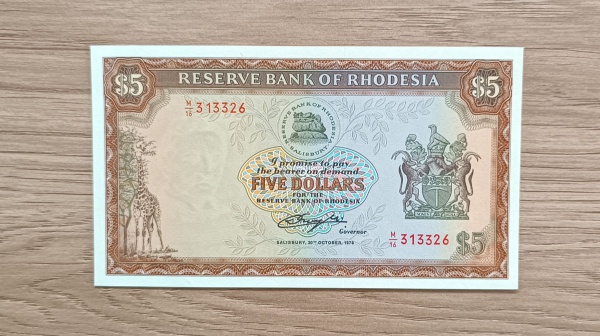 RESERVE BANK OF RHODESIA
$5
$5
M/16 313326
RESERVE BANK OF RHODESIA
SALISBURY
I promise to pay
the bearer on demand
FIVE DOLLARS
FOR THE
RESERVE BANK OF RHODESIA
Governor
SALISBURY, 20TH OCTOBER, 1978
M/16 313326
$5